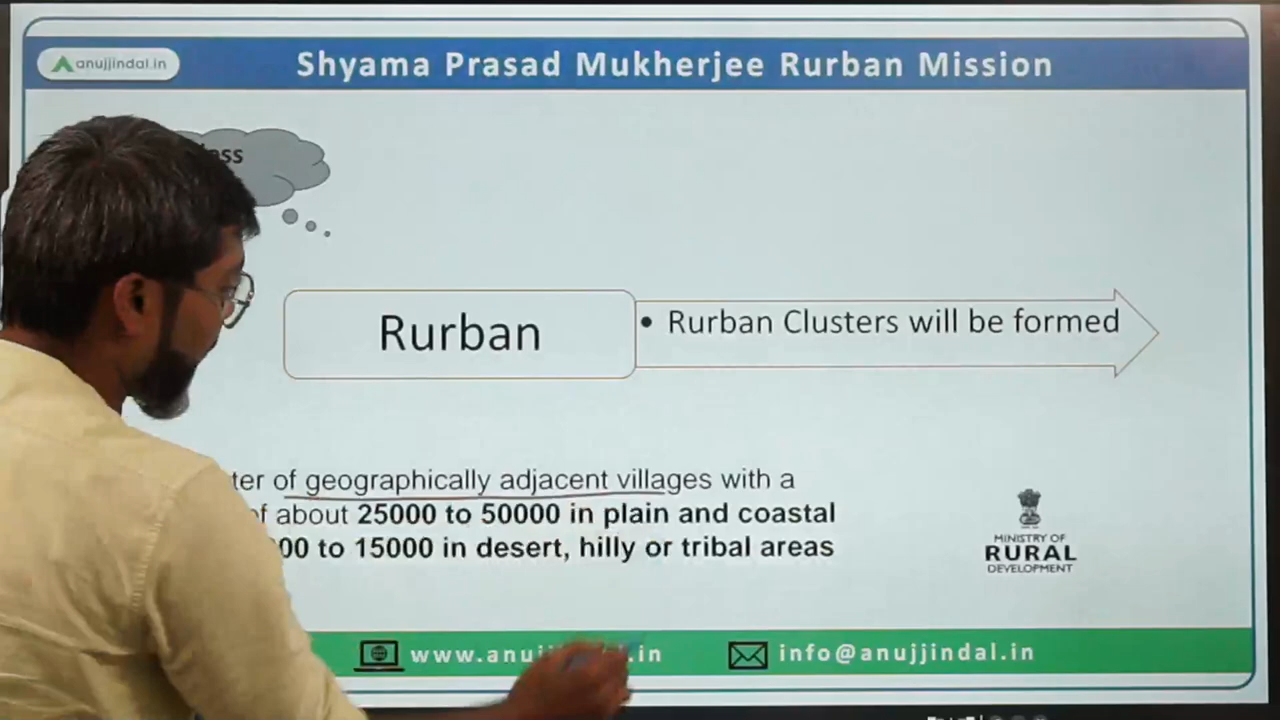 anujjindal.in
Shyama Prasad Mukherjee Rurban Mission
Rurban
• Rurban Clusters will be formed
of geographically adjacent villages with a
of about 25000 to 50000 in plain and coastal
to 15000 in desert, hilly or tribal areas
MINISTRY OF
RURAL
DEVELOPMENT
info@anujjindal.in